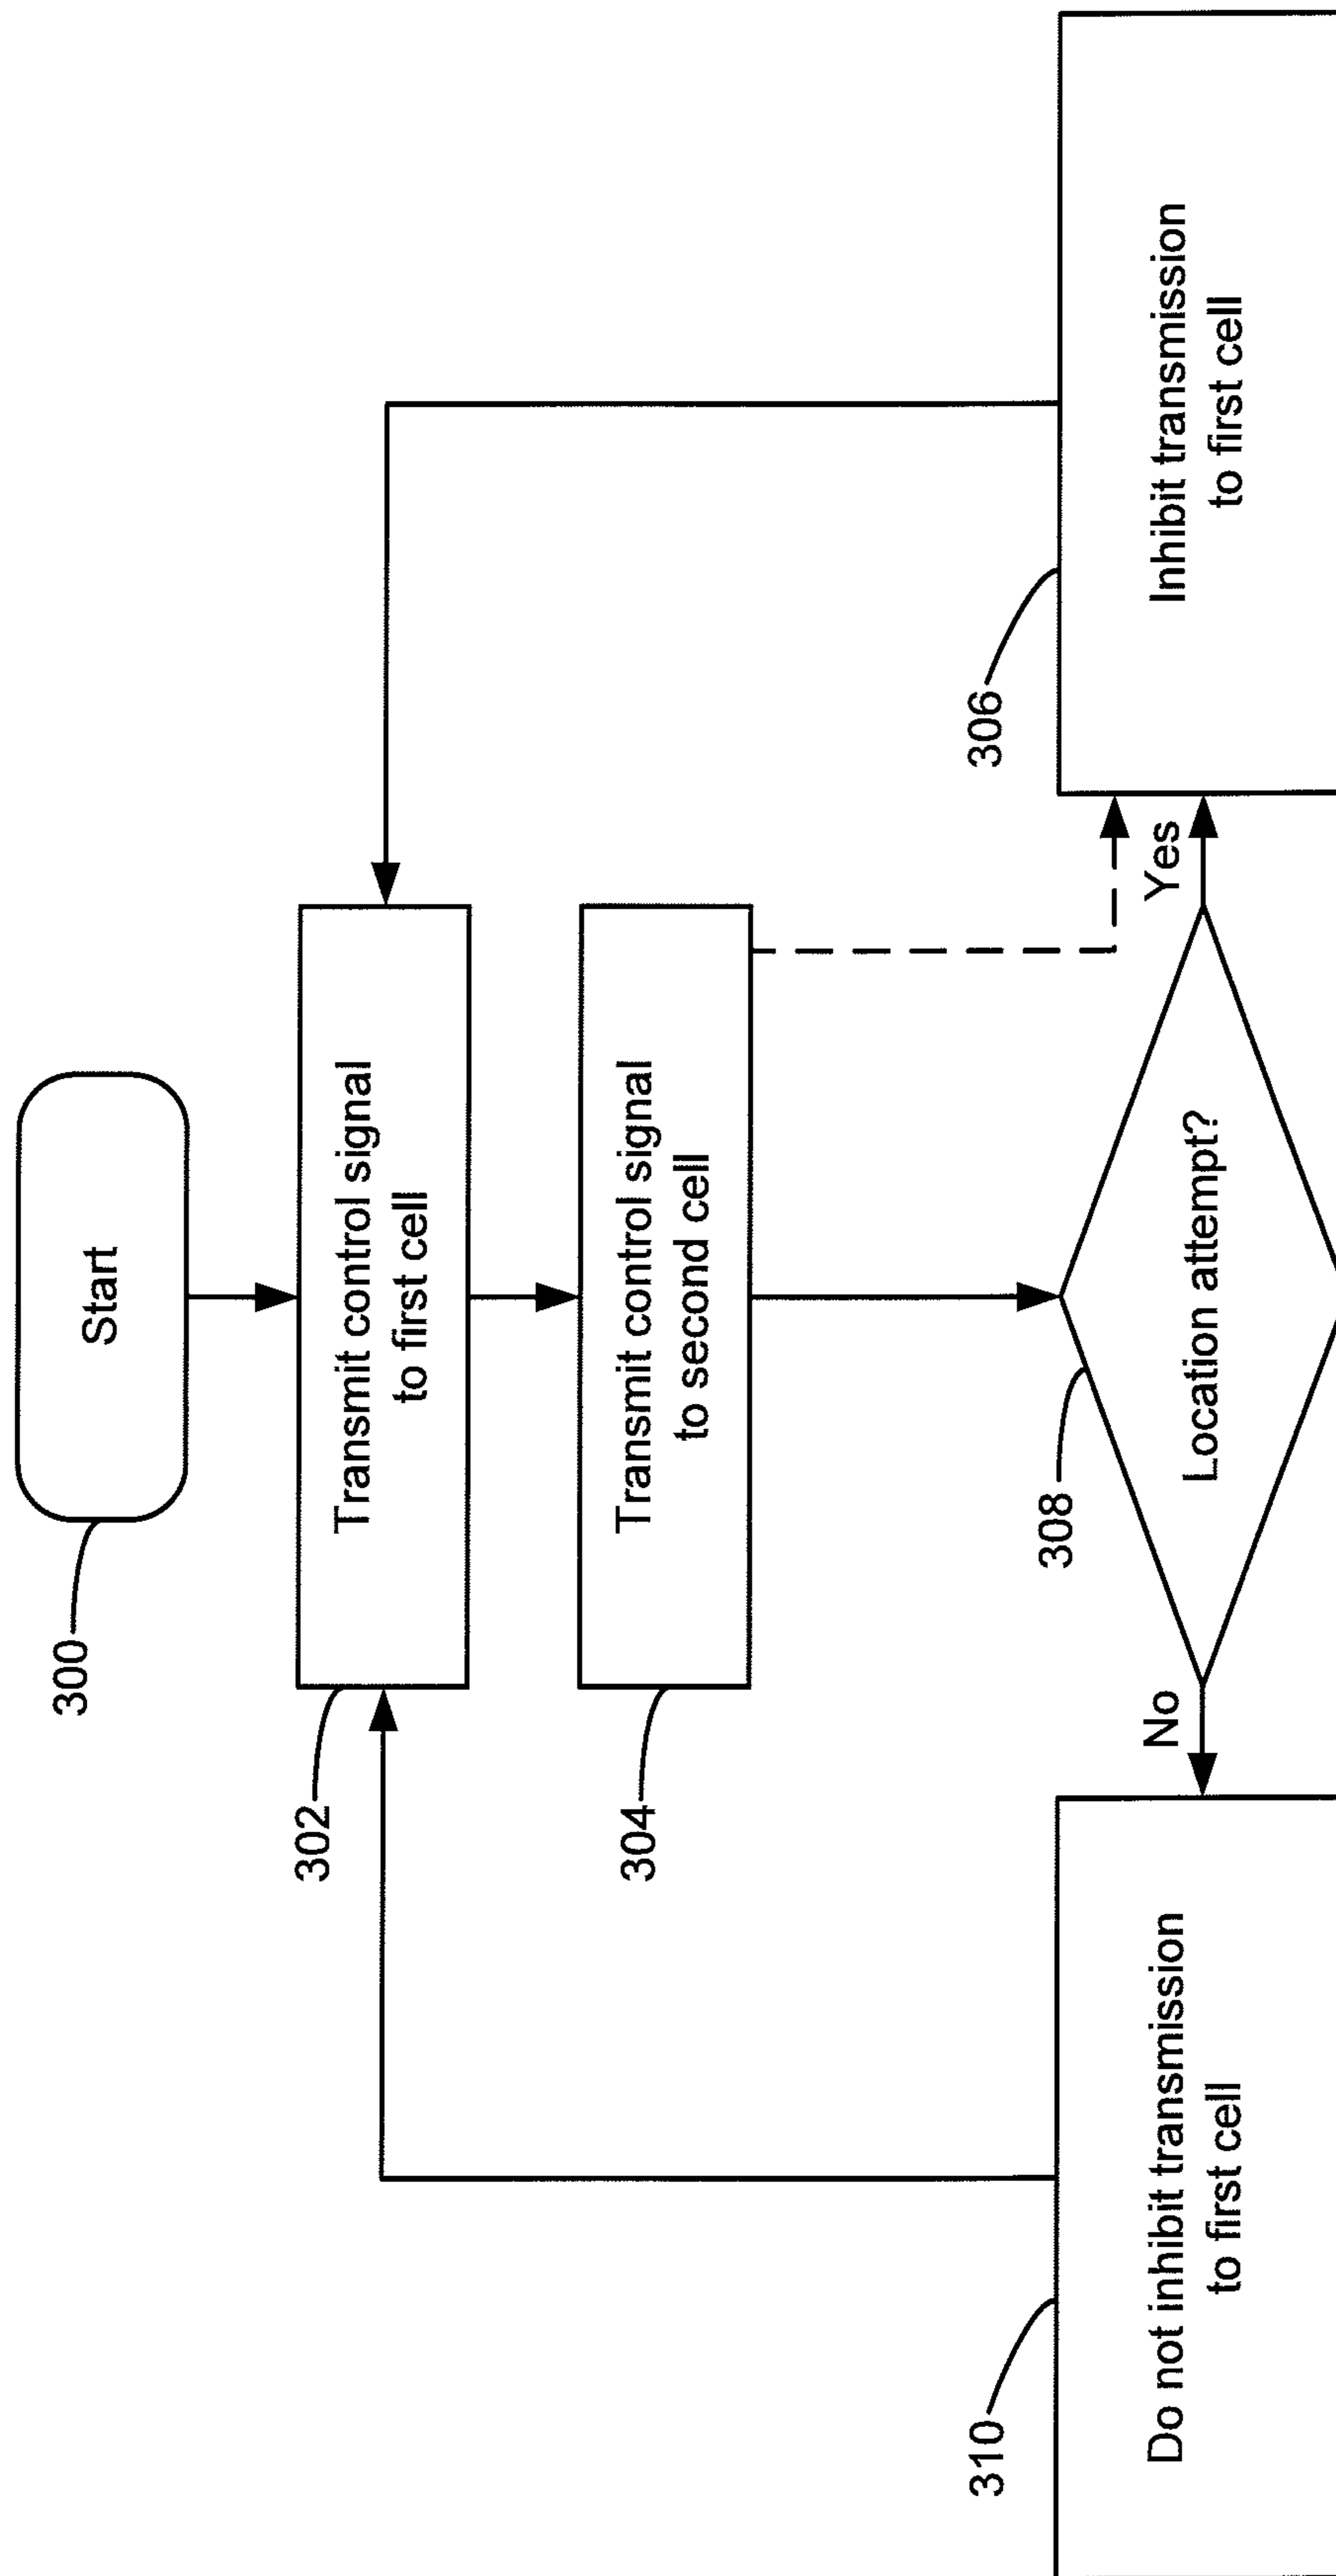 300
Start
302
Transmit control signal
to first cell
304
Transmit control signal
to second cell
308
Location attempt?
No
Yes
310
Do not inhibit transmission
to first cell
306
Inhibit transmission
to first cell